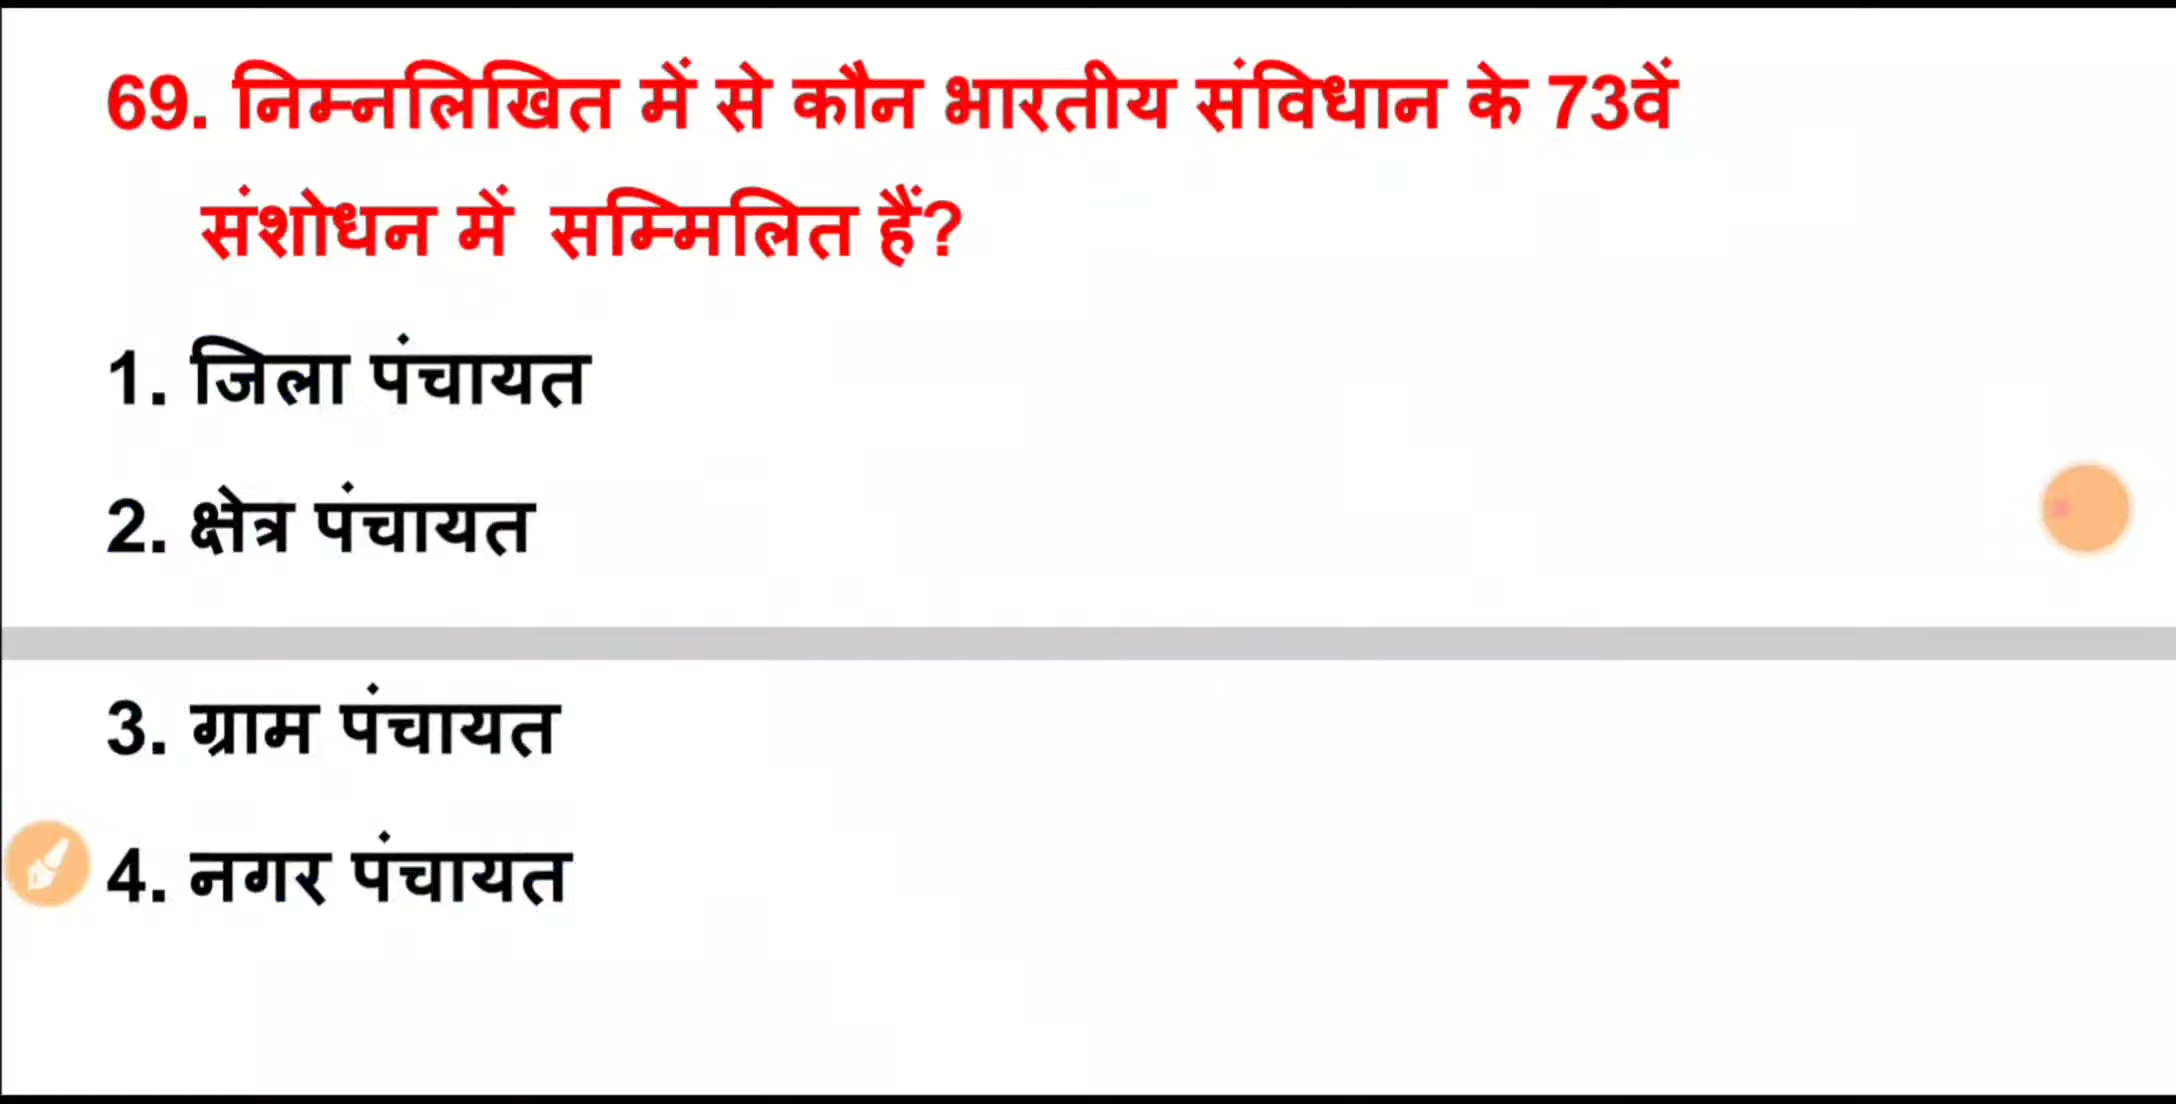 69. निम्नलिखित में से कौन भारतीय संविधान के 73वें
संशोधन में सम्मिलित हैं?
1. जिला पंचायत
2. क्षेत्र पंचायत
3. ग्राम पंचायत
4. नगर पंचायत